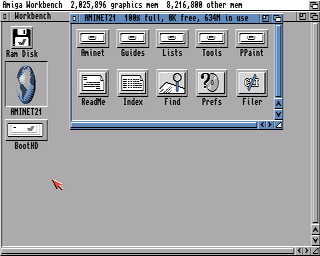 Amiga Workbench 2,025,896 graphics mem 8,216,800 other mem
Workbench
AMINET21 100% full, 0K free, 634M in use
Ram Disk
AMINET21
BootHD
Aminet Guides Lists Tools PPaint
ReadMe Index Find Prefs Filer